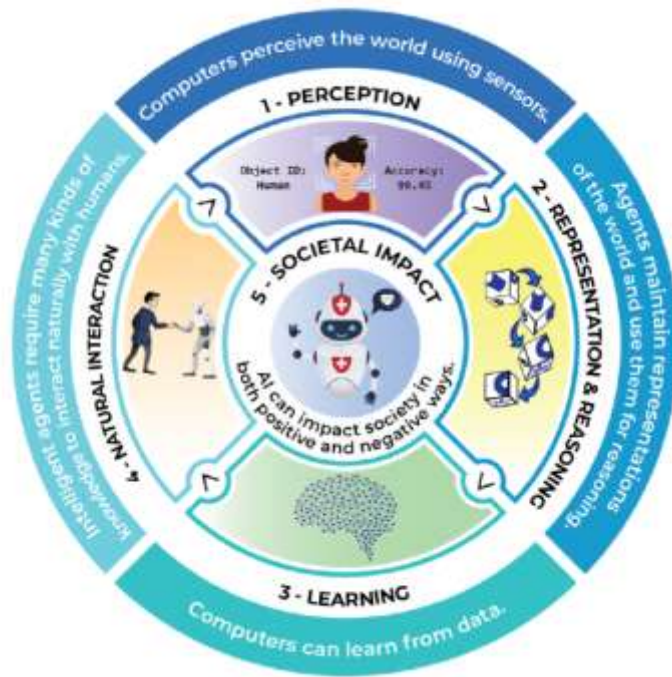 Computers perceive the world using sensors.
1 - PERCEPTION
Object ID:
Human
Accuracy:
99.4%
Agents maintain representations
of the world and use them for reasoning.
2 - REPRESENTATION & REASONING
Computers can learn from data.
3 - LEARNING
Intelligent agents require many kinds of
knowledge to interact naturally with humans.
4 - NATURAL INTERACTION
5 - SOCIETAL IMPACT
AI can impact society in
both positive and negative ways.